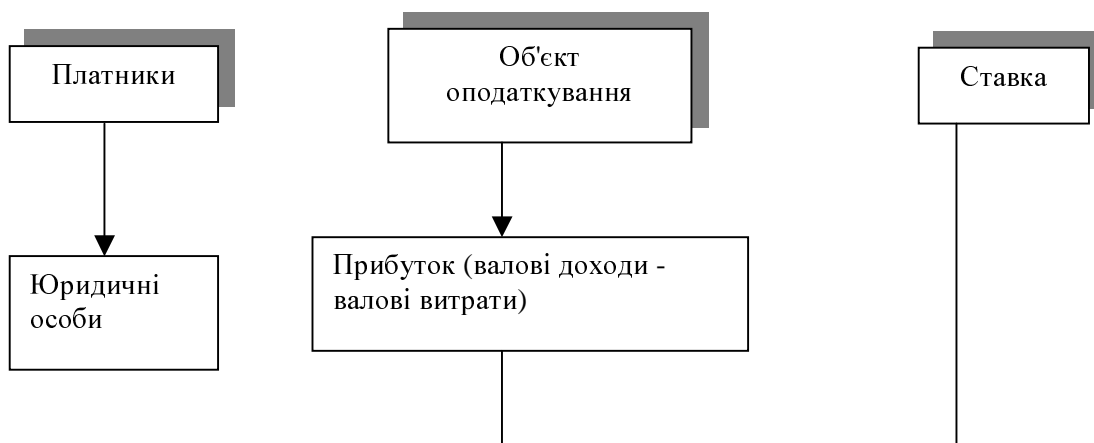 Платники
Об'єкт
оподаткування
Ставка
Юридичні
особи
Прибуток (валові доходи -
валові витрати)